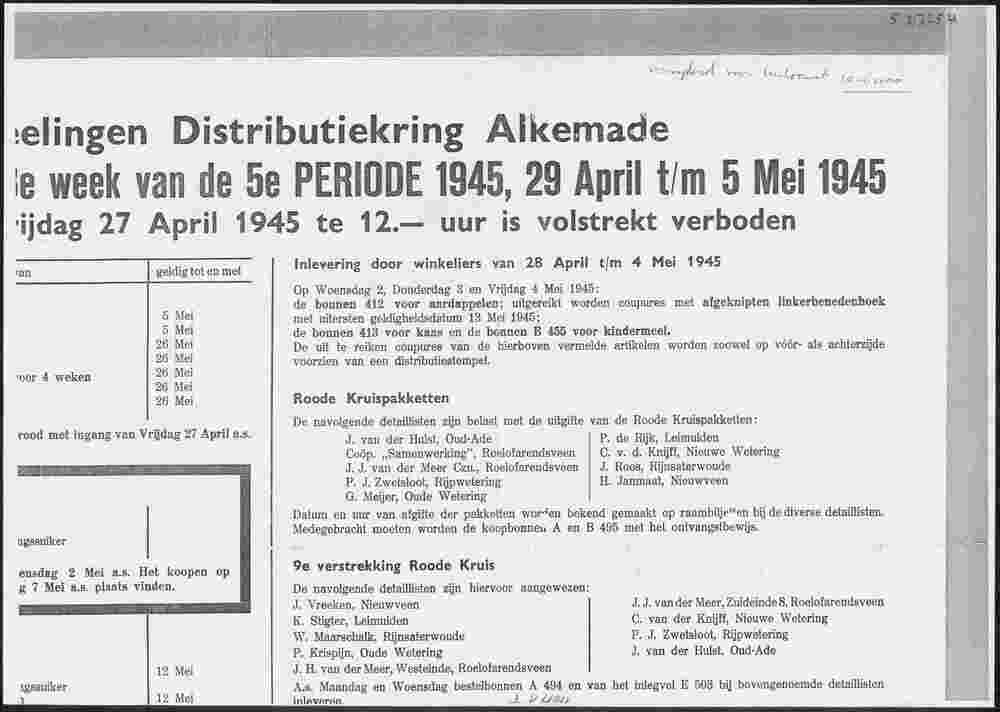 elingen Distributiekring Alkemade
e week van de 5e PERIODE 1945, 29 April t/m 5 Mei 1945
ijdag 27 April 1945 te 12.— uur is volstrekt verboden
geldig tot en met
5 Mei
5 Mei
26 Mei
26 Mei
26 Mei
oor 4 weken
26 Mei
26 Mei
rood met ingang van Vrijdag 27 April a.s.
ngssuiker
ensdag 2 Mei a.s. Het koopen op
g 7 Mei a.s. plaats vinden.
12 Mei
ngssuiker
12 Mei
Inlevering door winkeliers van 28 April t/m 4 Mei 1945
Op Woensdag 2, Donderdag 3 en Vrijdag 4 Mei 1945:
de bonnen 412 voor aardappelen; uitgereikt worden coupures met afgeknipten linkerbenedenhoek
met uitersten geldigheidsdatum 13 Mei 1945;
de bonnen 413 voor kaas en de bonnen B 455 voor kindermeel.
De uit te reiken coupures van de hierboven vermelde artikelen worden zoowel op vóór- als achterzijde
voorzien van een distributiestempel.
Roode Kruispakketten
De navolgende detaillisten zijn belast met de uitgifte van de Roode Kruispakketten:
J. van der Hulst, Oud-Ade
Coöp. „Samenwerking”, Roelofarendsveen
J. J. van der Meer Czn., Roelofarendsveen
P. J. Zwetsloot, Rijpwetering
G. Meijer, Oude Wetering
P. de Rijk, Leimuiden
C. v. d. Knijff, Nieuwe Wetering
J. Roos, Rijnsaterwoude
H. Janmaat, Nieuwveen
Datum en uur van afgifte der pakketten worden bekend gemaakt op raambiljetten bij de diverse detaillisten.
Medegebracht moeten worden de koopbonnen A en B 495 met het ontvangstbewijs.
9e verstrekking Roode Kruis
De navolgende detaillisten zijn hiervoor aangewezen:
J. Vreeken, Nieuwveen
K. Stigter, Leimuiden
W. Maarschalk, Rijnsaterwoude
P. Krispijn, Oude Wetering
J. H. van der Meer, Westeinde, Roelofarendsveen
J. J. van der Meer, Zuideinde 8, Roelofarendsveen
C. van der Knijff, Nieuwe Wetering
P. J. Zwetsloot, Rijpwetering
J. van der Hulst, Oud-Ade
A.s. Maandag en Woensdag bestelbonnen A 494 en van het inlegvel E 503 bij bovengenoemde detaillisten
inleveren.